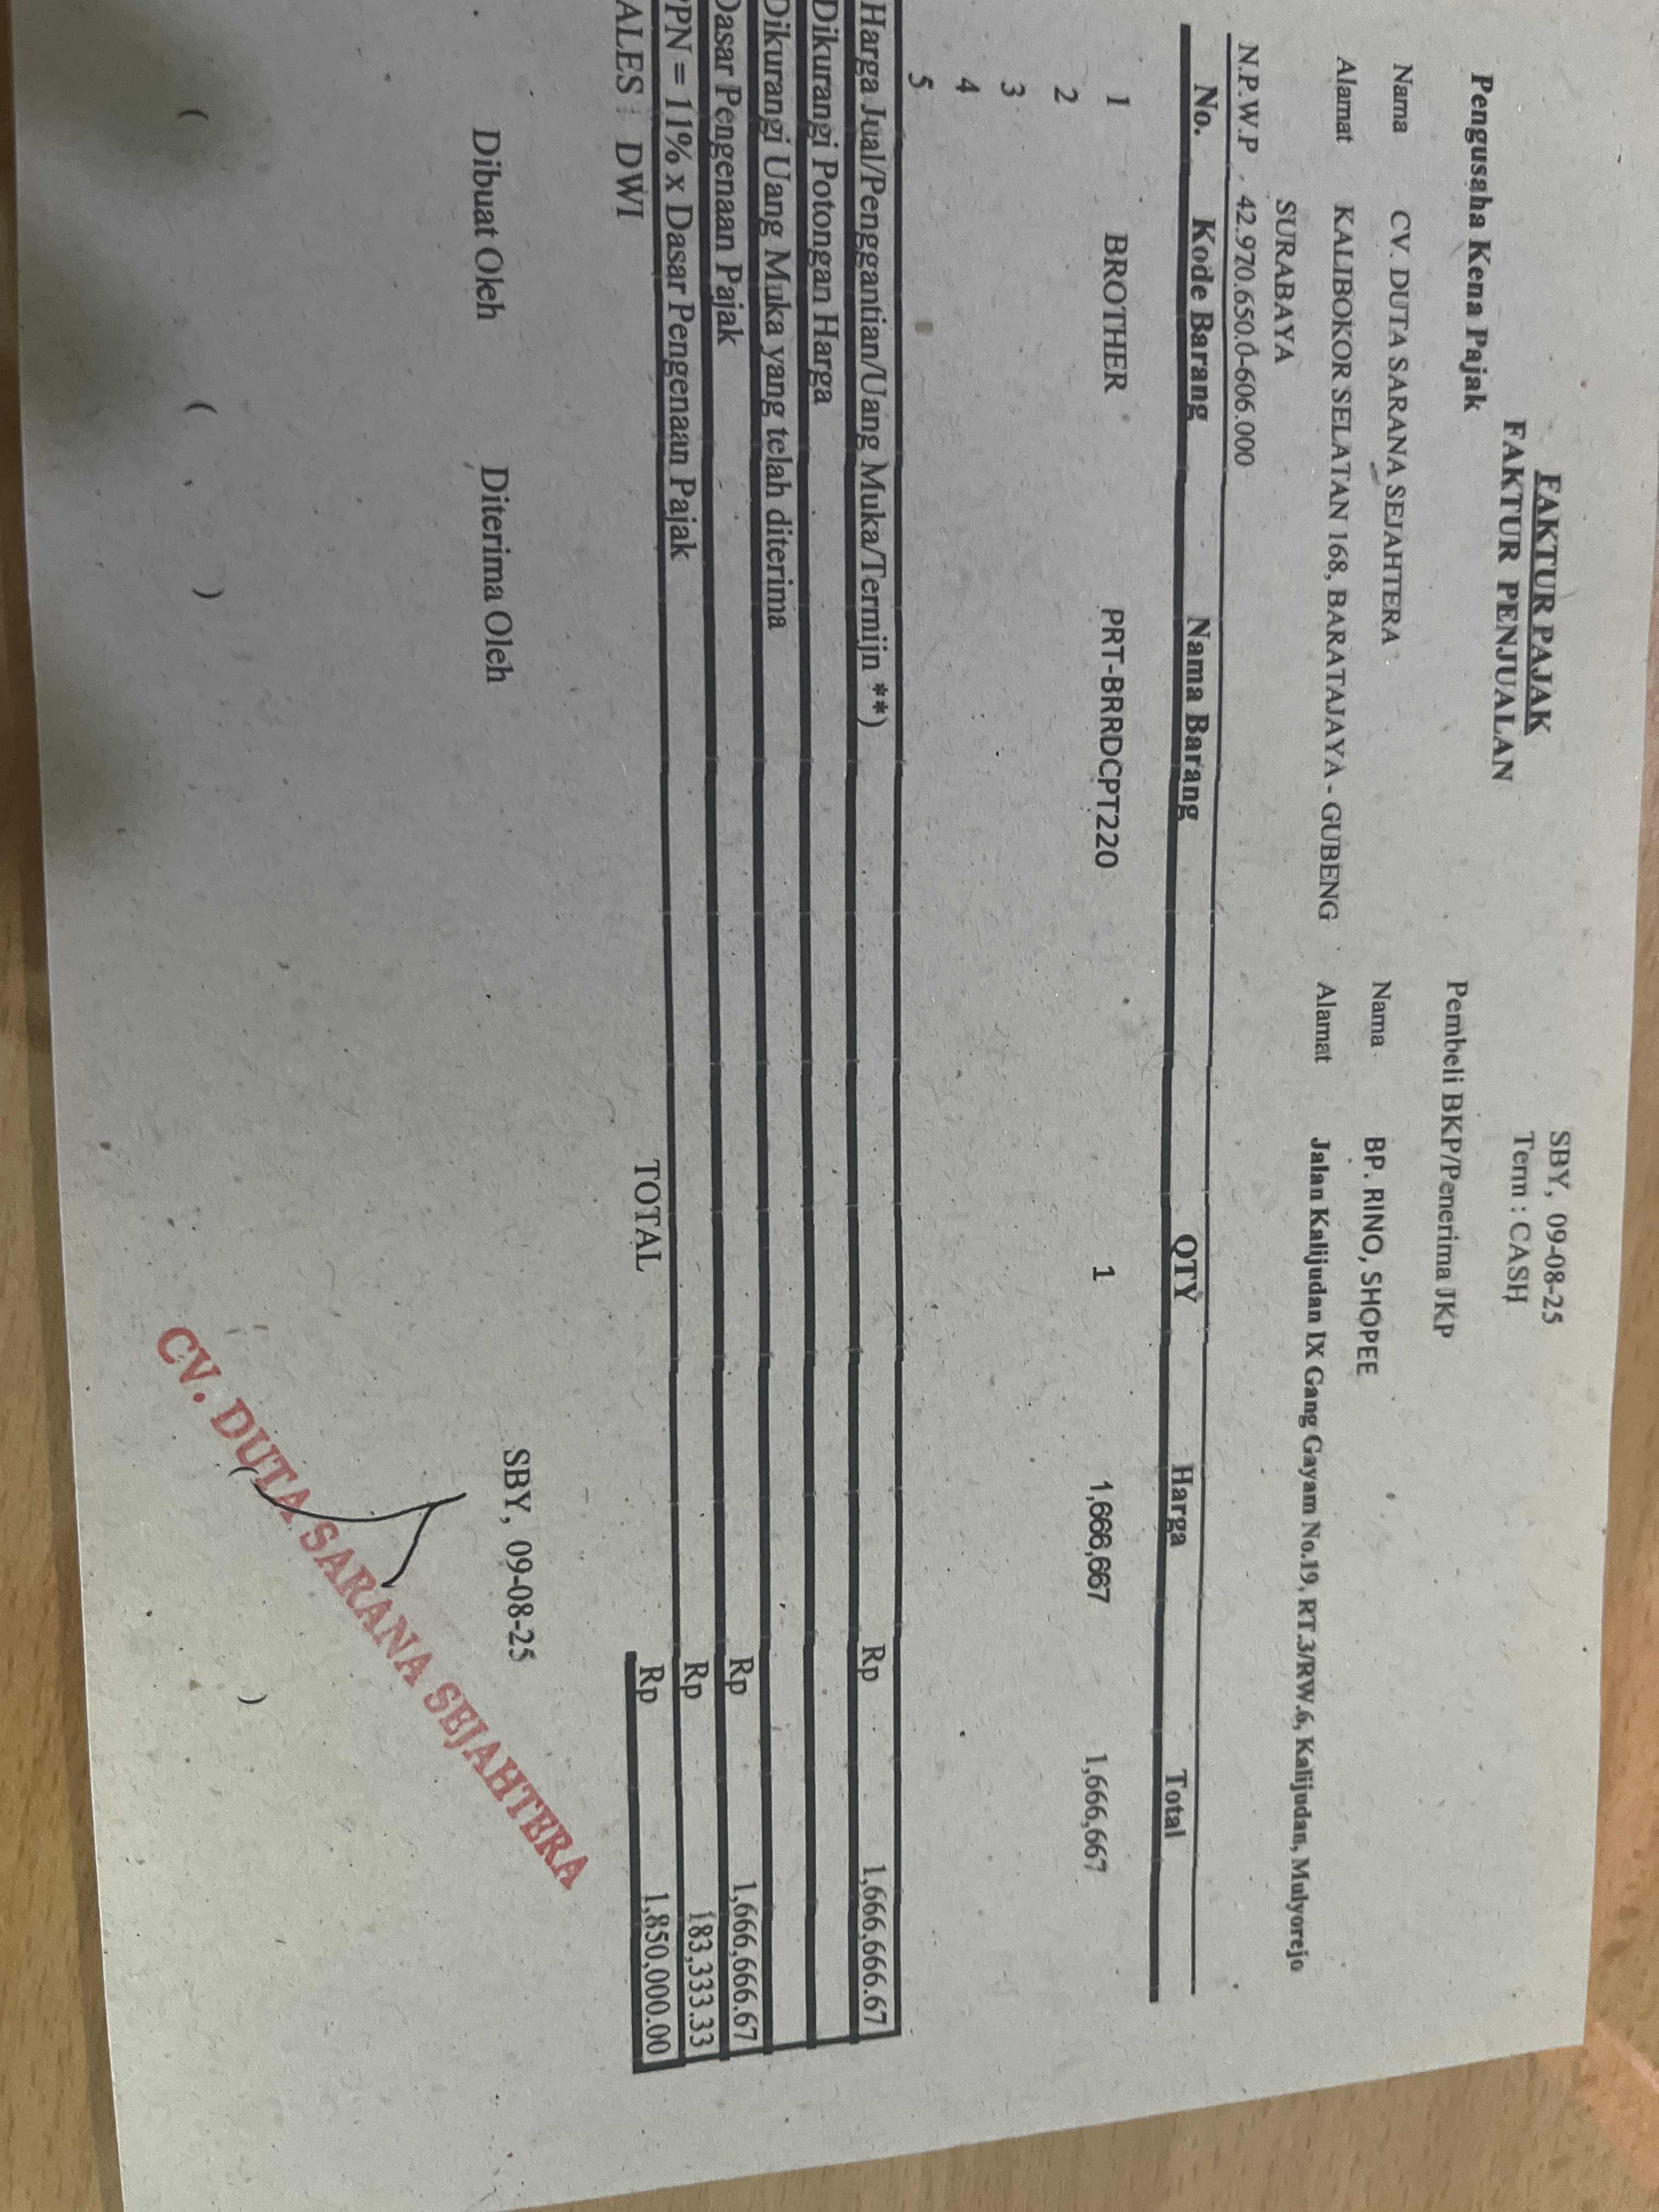 FAKTUR PAJAK
FAKTUR PENJUALAN
SBY, 09-08-25
Term : CASH
Pengusaha Kena Pajak
Pembeli BKP/Penerima JKP
Nama CV. DUTA SARANA SEJAHTERA
Nama BP. RINO, SHOPEE
Alamat KALIBOKOR SELATAN 168, BARATAJAYA - GUBENG
SURABAYA
Alamat Jalan Kalijudan IX Gang Gayam No.19, RT.3/RW.6, Kalijudan, Mulyorejo
N.P.W.P 42.970.650.0-606.000
No. Kode Barang Nama Barang QTY Harga Total
1 BROTHER PRT-BRRDCPT220 1 1,666,667 1,666,667
2
3
4
5
Harga Jual/Penggantian/Uang Muka/Termijn **) Rp 1,666,666.67
Dikurangi Potongan Harga
Dikurangi Uang Muka yang telah diterima
Dasar Pengenaan Pajak Rp 1,666,666.67
PPN = 11% x Dasar Pengenaan Pajak Rp 183,333.33
ALES : DWI TOTAL Rp 1,850,000.00
Dibuat Oleh Diterima Oleh SBY, 09-08-25
CV. DUTA SARANA SEJAHTERA
( ( ) ( )